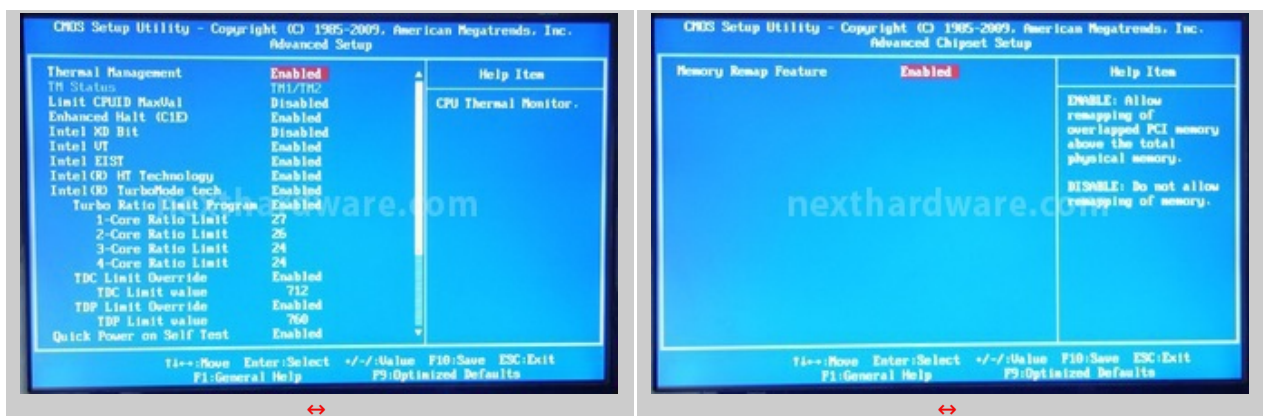 CMOS Setup Utility - Copyright (C) 1985-2009, American Megatrends, Inc.
Advanced Setup
Thermal Management Enabled
TM Status TM1/TM2
Limit CPUID MaxVal Disabled
Enhanced Halt (C1E) Enabled
Intel XD Bit Disabled
Intel VT Enabled
Intel EIST Enabled
Intel(R) HT Technology Enabled
Intel(R) TurboMode tech Enabled
Turbo Ratio Limit Program Enabled
1-Core Ratio Limit 27
2-Core Ratio Limit 26
3-Core Ratio Limit 24
4-Core Ratio Limit 24
TDC Limit Override Enabled
TDC Limit value 712
TDP Limit Override Enabled
TDP Limit value 760
Quick Power on Self Test Enabled
Help Item
CPU Thermal Monitor.
↑↓←→:Move Enter:Select +/-/:Value F10:Save ESC:Exit
F1:General Help F9:Optimized Defaults
nexthardware.com
CMOS Setup Utility - Copyright (C) 1985-2009, American Megatrends, Inc.
Advanced Chipset Setup
Memory Remap Feature Enabled
Help Item
ENABLE: Allow
remapping of
overlapped PCI memory
above the total
physical memory.
DISABLE: Do not allow
remapping of memory.
↑↓←→:Move Enter:Select +/-/:Value F10:Save ESC:Exit
F1:General Help F9:Optimized Defaults
nexthardware.com